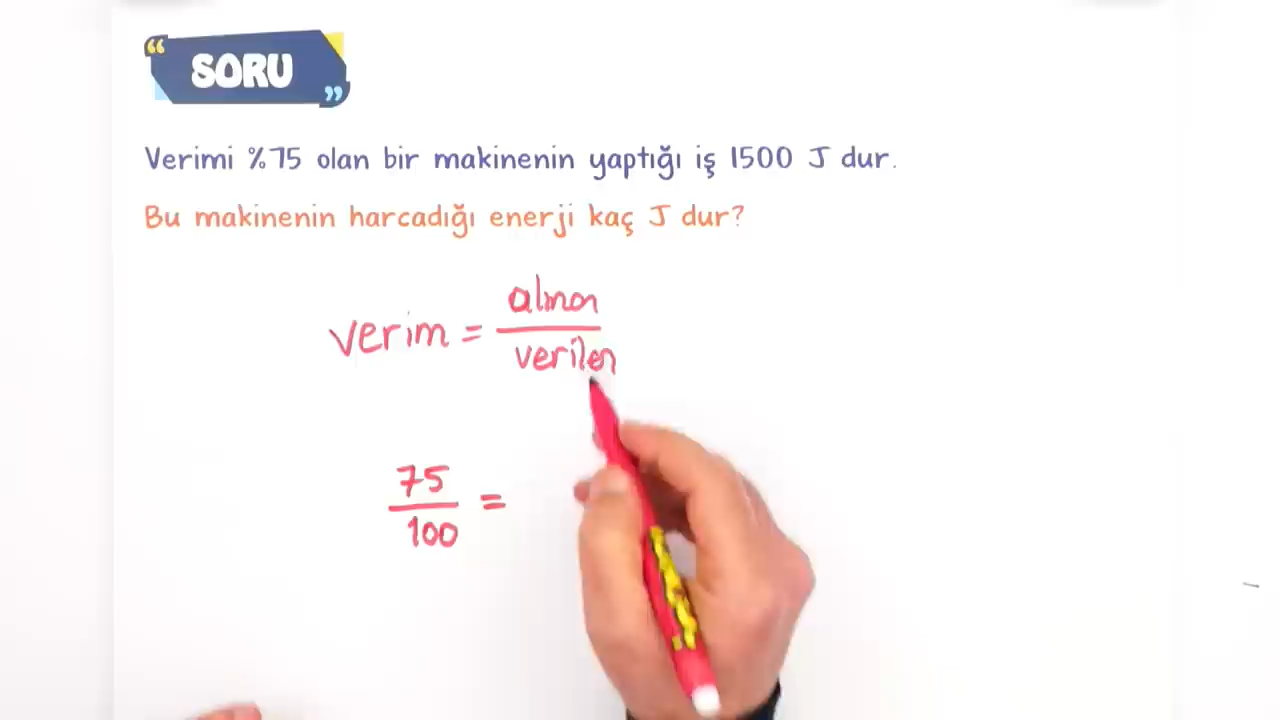 SORU
Verimi %75 olan bir makinenin yaptığı iş 1500 J dur.
Bu makinenin harcadığı enerji kaç J dur?
verim = alınan / verilen
75 / 100 =